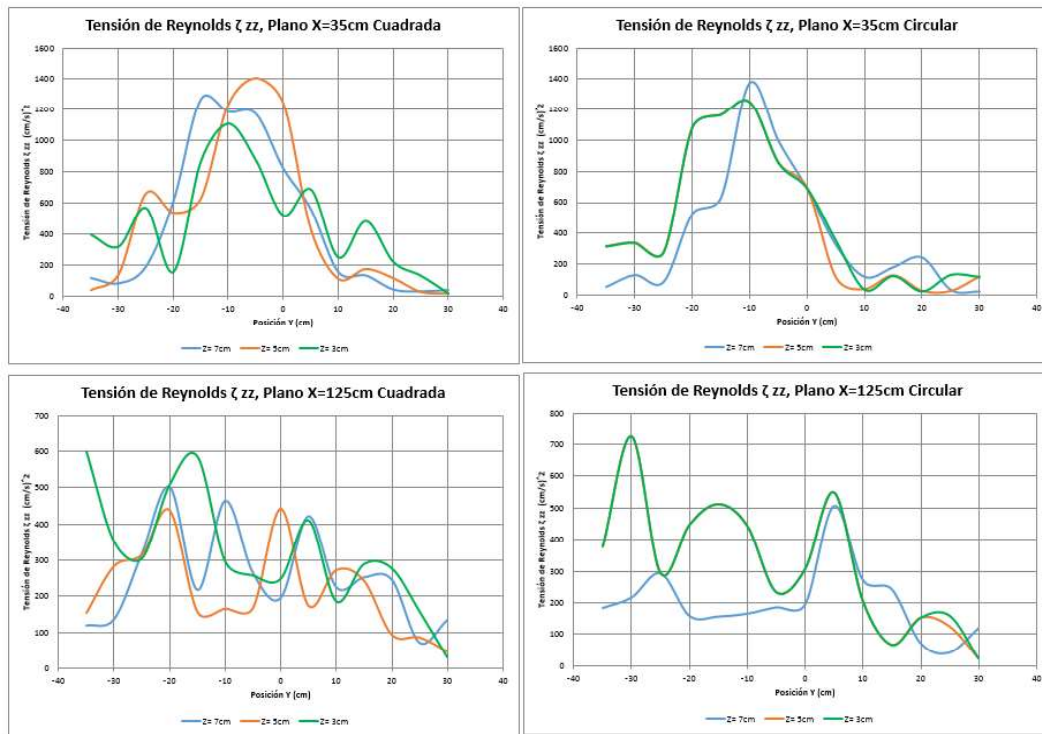 Tensión de Reynolds ζ zz, Plano X=35cm Cuadrada
Tensión de Reynolds ζ zz (cm/s)^2
1600
1400
1200
1000
800
600
400
200
0
-40 -30 -20 -10 0 10 20 30 40
Posición Y (cm)
Z= 7cm Z= 5cm Z= 3cm
Tensión de Reynolds ζ zz, Plano X=35cm Circular
Tensión de Reynolds ζ zz (cm/s)^2
1600
1400
1200
1000
800
600
400
200
0
-40 -30 -20 -10 0 10 20 30 40
Posición Y (cm)
Z= 7cm Z= 5cm Z= 3cm
Tensión de Reynolds ζ zz, Plano X=125cm Cuadrada
Tensión de Reynolds ζ zz (cm/s)^2
700
600
500
400
300
200
100
0
-40 -30 -20 -10 0 10 20 30 40
Posición Y (cm)
Z= 7cm Z= 5cm Z= 3cm
Tensión de Reynolds ζ zz, Plano X=125cm Circular
Tensión de Reynolds ζ zz (cm/s)^2
800
700
600
500
400
300
200
100
0
-40 -30 -20 -10 0 10 20 30 40
Posición Y (cm)
Z= 7cm Z= 5cm Z= 3cm